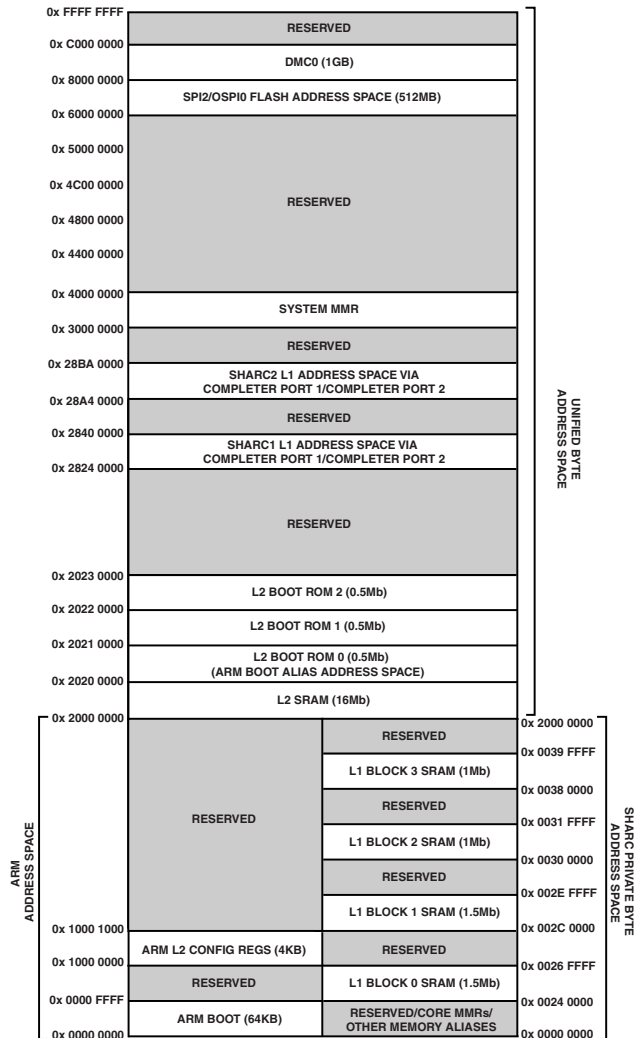 0x FFFF FFFF
RESERVED
0x C000 0000
DMC0 (1GB)
0x 8000 0000
SPI2/OSPI0 FLASH ADDRESS SPACE (512MB)
0x 6000 0000
0x 5000 0000
0x 4C00 0000
RESERVED
0x 4800 0000
0x 4400 0000
0x 4000 0000
SYSTEM MMR
0x 3000 0000
RESERVED
0x 28BA 0000
SHARC2 L1 ADDRESS SPACE VIA
COMPLETER PORT 1/COMPLETER PORT 2
0x 28A4 0000
RESERVED
0x 2840 0000
SHARC1 L1 ADDRESS SPACE VIA
COMPLETER PORT 1/COMPLETER PORT 2
0x 2824 0000
RESERVED
0x 2023 0000
L2 BOOT ROM 2 (0.5Mb)
0x 2022 0000
L2 BOOT ROM 1 (0.5Mb)
0x 2021 0000
L2 BOOT ROM 0 (0.5Mb)
(ARM BOOT ALIAS ADDRESS SPACE)
0x 2020 0000
L2 SRAM (16Mb)
0x 2000 0000
UNIFIED BYTE
ADDRESS SPACE
ARM
ADDRESS SPACE
RESERVED
0x 1000 1000
ARM L2 CONFIG REGS (4KB)
0x 1000 0000
RESERVED
0x 0000 FFFF
ARM BOOT (64KB)
0x 0000 0000
0x 2000 0000
RESERVED
0x 0039 FFFF
L1 BLOCK 3 SRAM (1Mb)
0x 0038 0000
RESERVED
0x 0031 FFFF
L1 BLOCK 2 SRAM (1Mb)
0x 0030 0000
RESERVED
0x 002E FFFF
L1 BLOCK 1 SRAM (1.5Mb)
0x 002C 0000
RESERVED
0x 0026 FFFF
L1 BLOCK 0 SRAM (1.5Mb)
0x 0024 0000
RESERVED/CORE MMRs/
OTHER MEMORY ALIASES
0x 0000 0000
SHARC PRIVATE BYTE
ADDRESS SPACE